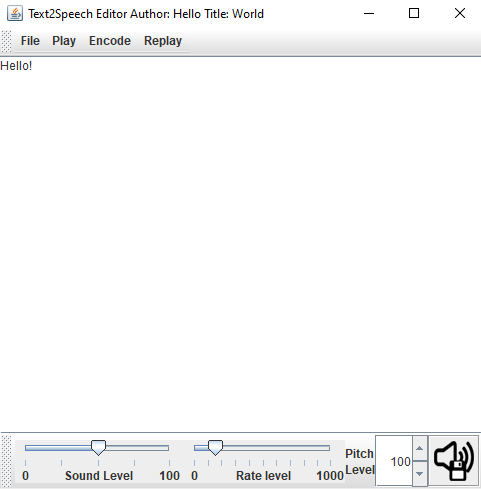 Text2Speech Editor Author: Hello Title: World
File Play Encode Replay
Hello!
0 Sound Level 100
0 Rate level 1000
Pitch
Level
100